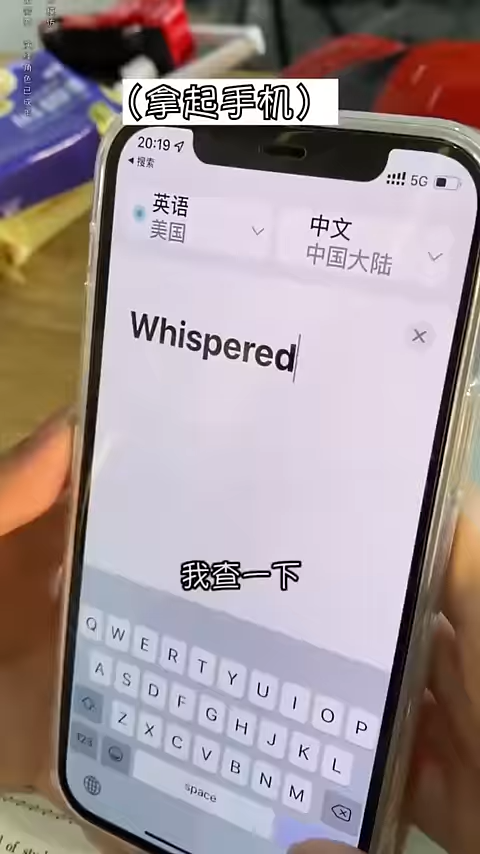 （拿起手机）
20:19
搜索
5G
英语
美国
中文
中国大陆
Whispered
我查一下
Q W E R T Y U I O P
A S D F G H J K L
Z X C V B N M
123
space